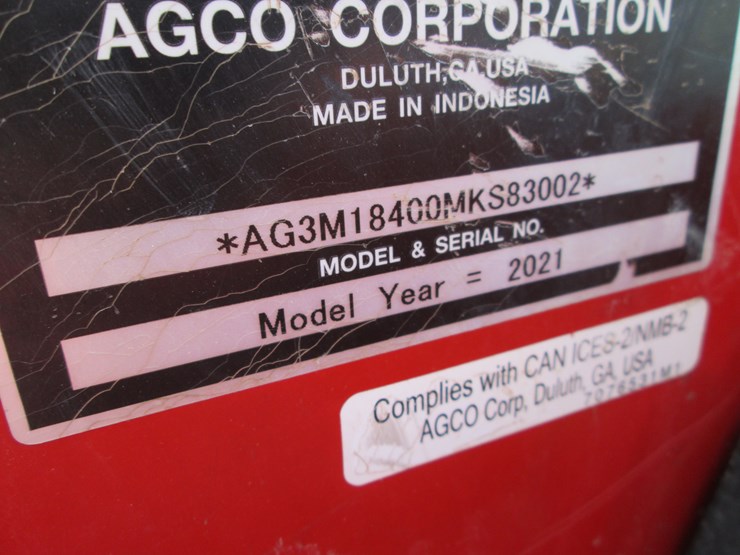 AGCO CORPORATION
DULUTH, GA USA
MADE IN INDONESIA
*AG3M18400MKS83002*
MODEL & SERIAL NO.
Model Year = 2021
Complies with CAN ICES-2/NMB-2
AGCO Corp, Duluth, GA, USA
7076531M1